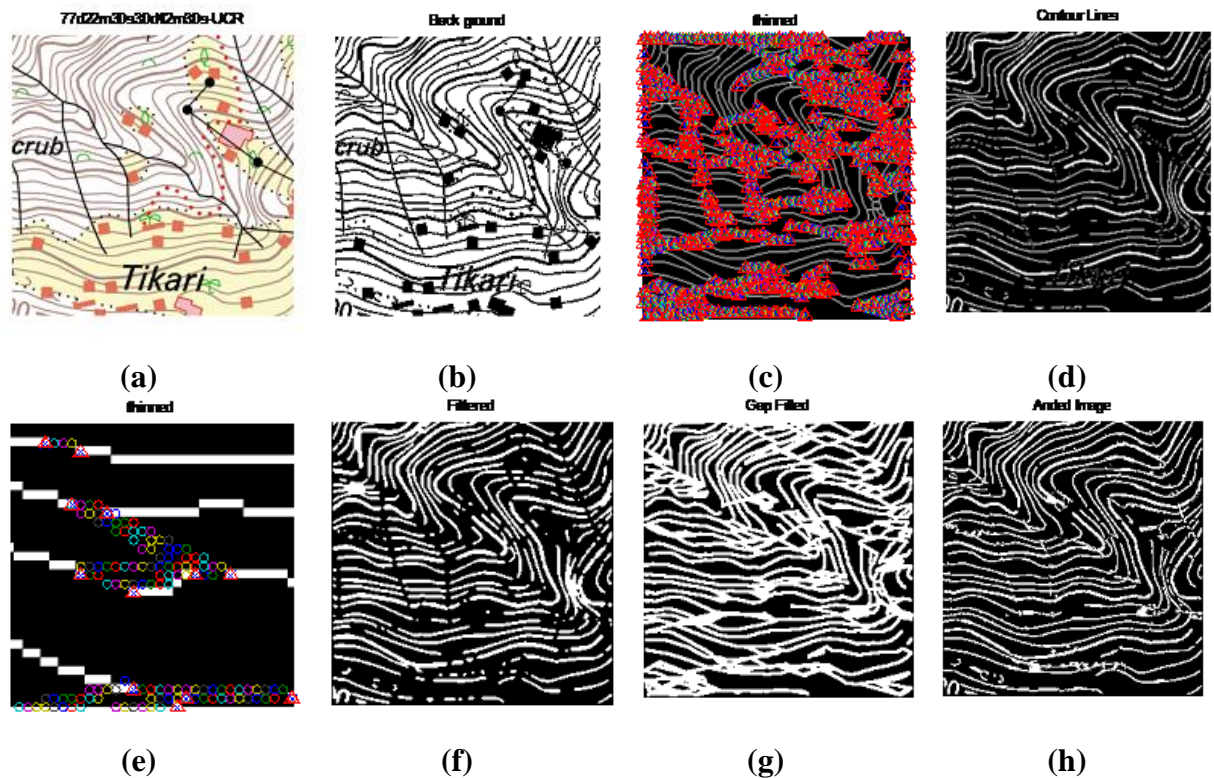 77d22m30s30d42m30s-UCR
Back ground
thinned
Contour Lines
crub
Tikari
crub
Tikari
(a)
(b)
(c)
(d)
thinned
Filtered
Gap Filled
Anded Image
(e)
(f)
(g)
(h)